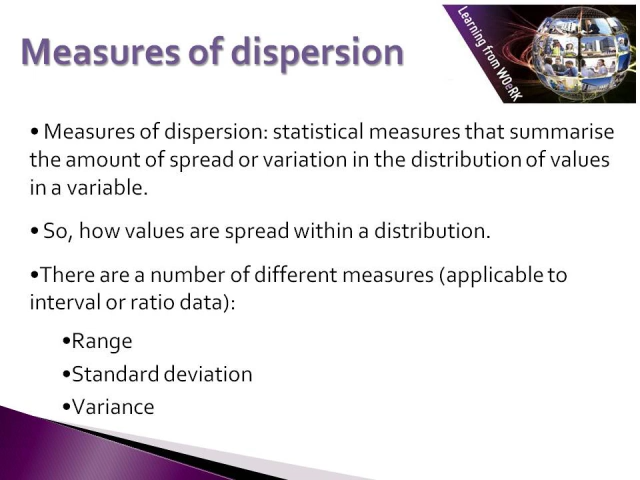 Measures of dispersion
Learning from WOeRK
• Measures of dispersion: statistical measures that summarise
the amount of spread or variation in the distribution of values
in a variable.
• So, how values are spread within a distribution.
•There are a number of different measures (applicable to
interval or ratio data):
•Range
•Standard deviation
•Variance